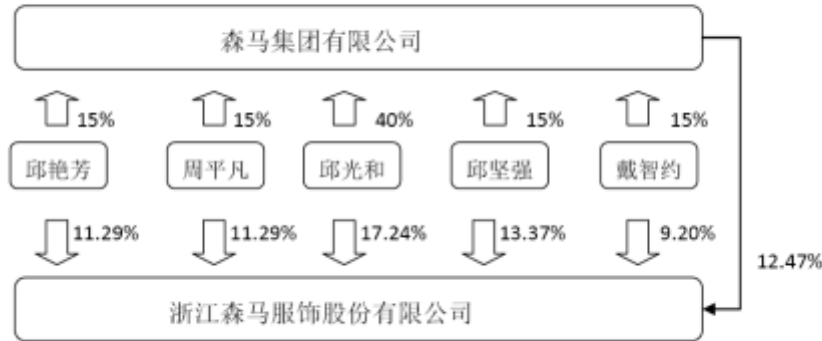 森马集团有限公司
15%
15%
40%
15%
15%
邱艳芳
周平凡
邱光和
邱坚强
戴智约
11.29%
11.29%
17.24%
13.37%
9.20%
12.47%
浙江森马服饰股份有限公司